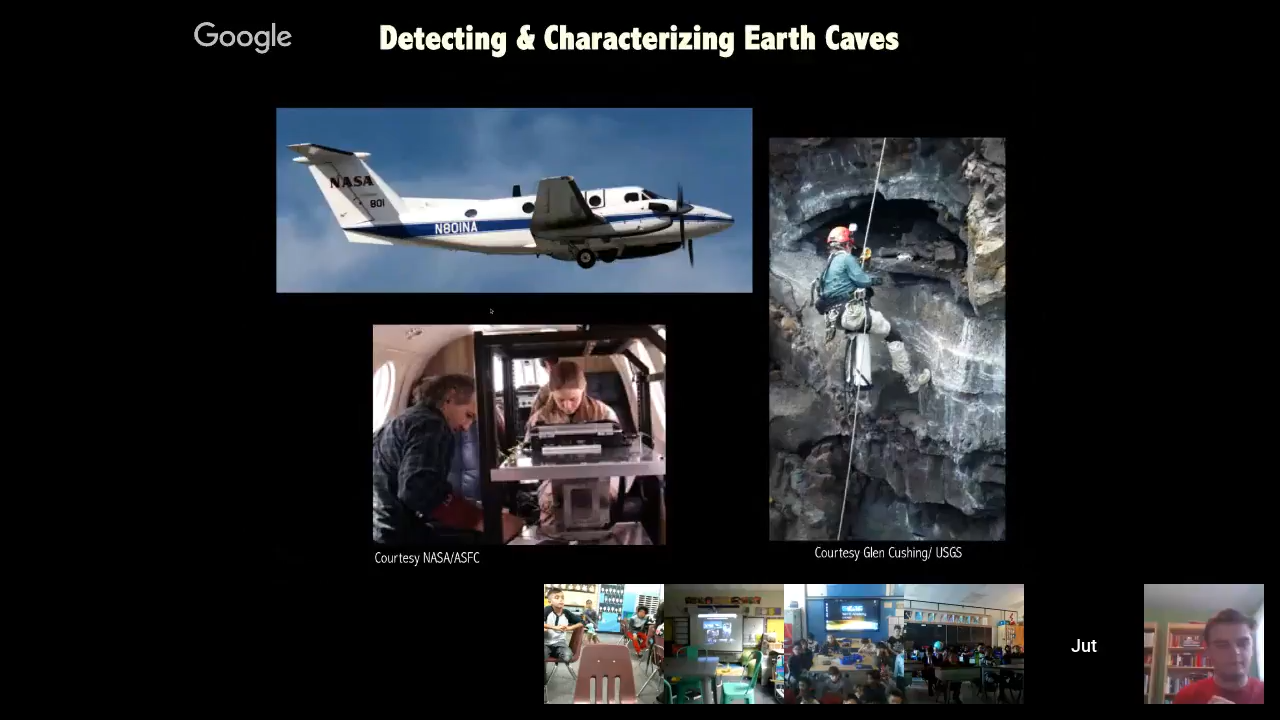 Google
Detecting & Characterizing Earth Caves
NASA
801
N801NA
Courtesy NASA/ASFC
Courtesy Glen Cushing/ USGS
Jut